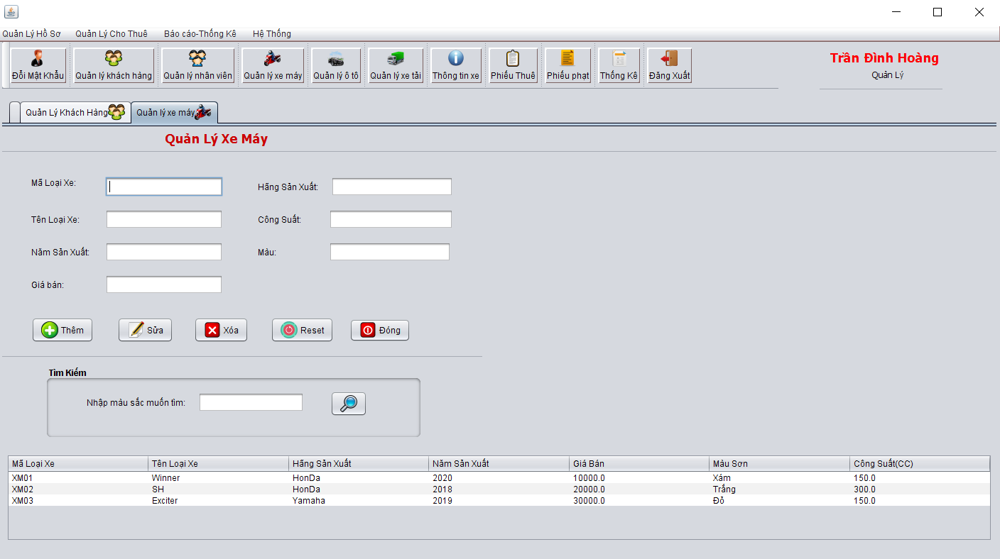 Quản Lý Hồ Sơ Quản Lý Cho Thuê Báo cáo-Thống Kê Hệ Thống
Đổi Mật Khẩu Quản lý khách hàng Quản lý nhân viên Quản lý xe máy Quản lý ô tô Quản lý xe tải Thông tin xe Phiếu Thuê Phiếu phạt Thống Kê Đăng Xuất
Trần Đình Hoàng
Quản Lý
Quản Lý Khách Hàng Quản lý xe máy
Quản Lý Xe Máy
Mã Loại Xe: Hãng Sản Xuất:
Tên Loại Xe: Công Suất:
Năm Sản Xuất: Màu:
Giá bán:
Thêm Sửa Xóa Reset Đóng
Tìm Kiếm
Nhập màu sắc muốn tìm:
Mã Loại Xe Tên Loại Xe Hãng Sản Xuất Năm Sản Xuất Giá Bán Màu Sơn Công Suất(CC)
XM01 Winner HonDa 2020 10000.0 Xám 150.0
XM02 SH HonDa 2018 20000.0 Trắng 300.0
XM03 Exciter Yamaha 2019 30000.0 Đỏ 150.0